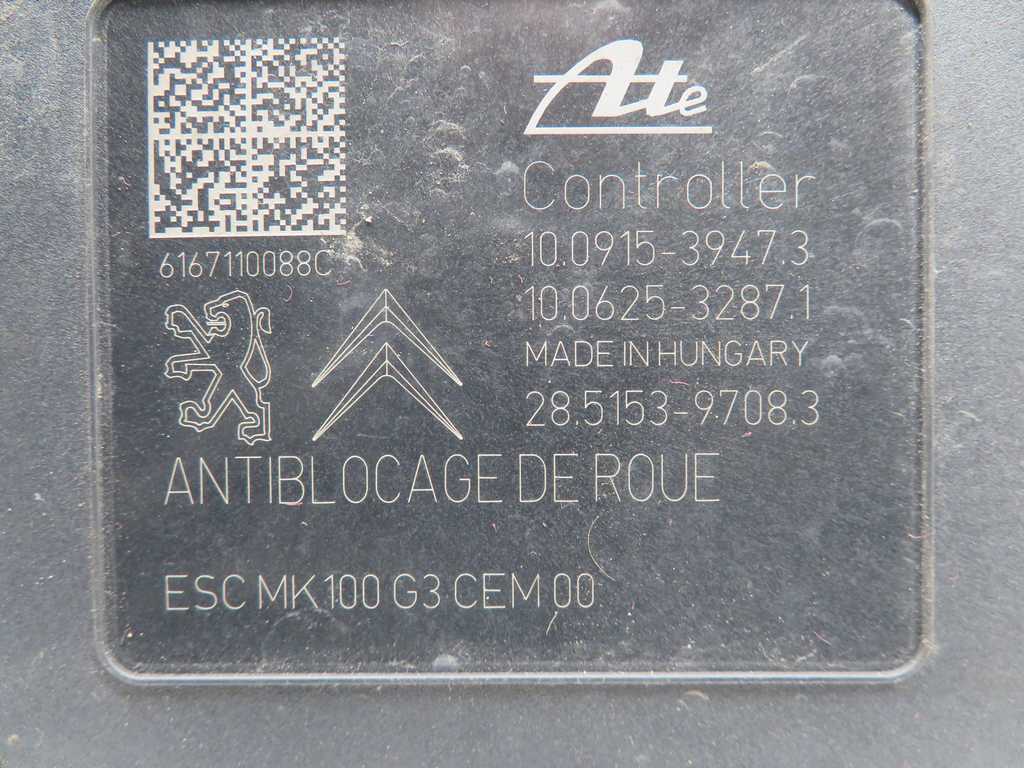 Ate
Controller
10.0915-3947.3
10.0625-3287.1
MADE IN HUNGARY
28.5153-9708.3
6167110088C
ANTIBLOCAGE DE ROUE
ESC MK100 G3 CEM 00